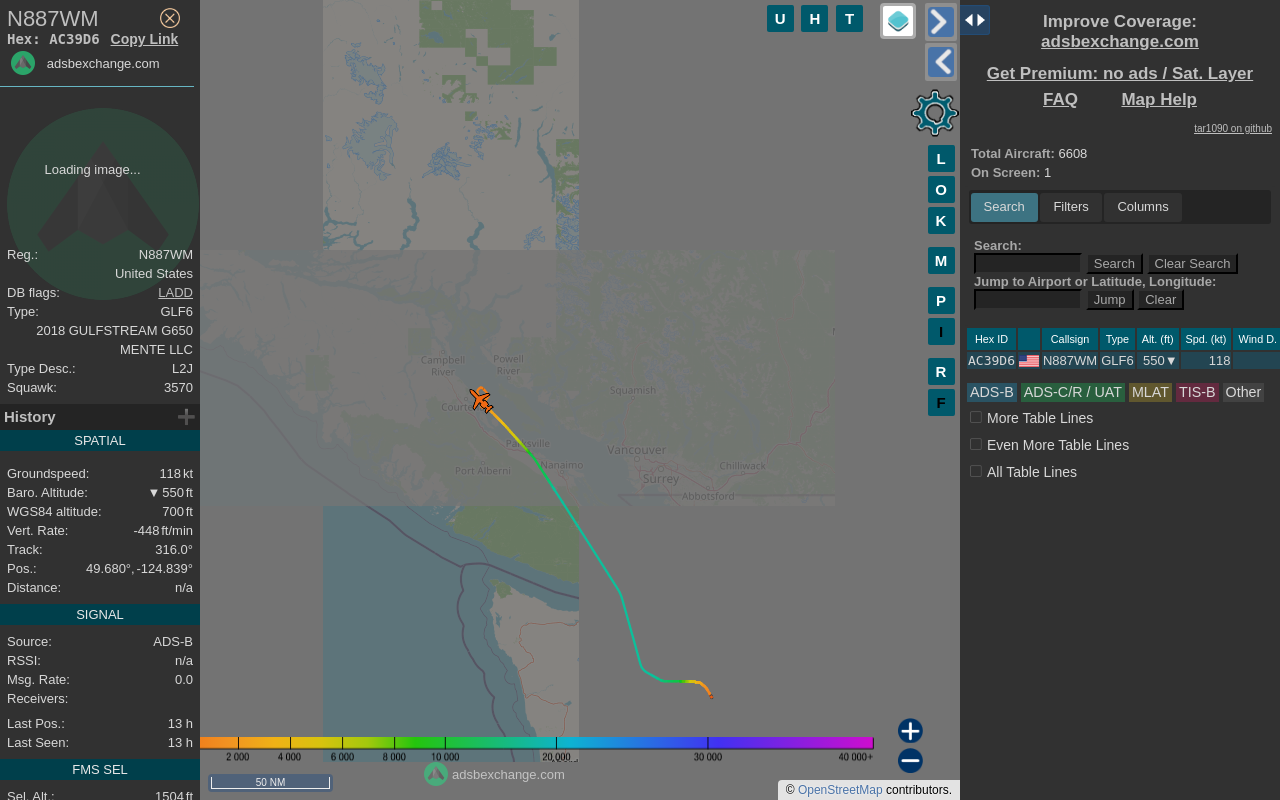 N887WM
Hex: AC39D6 Copy Link
adsbexchange.com
Loading image...
Reg.: N887WM
United States
DB flags: LADD
Type: GLF6
2018 GULFSTREAM G650
MENTE LLC
Type Desc.: L2J
Squawk: 3570
History
SPATIAL
Groundspeed: 118 kt
Baro. Altitude: ▼ 550 ft
WGS84 altitude: 700 ft
Vert. Rate: -448 ft/min
Track: 316.0°
Pos.: 49.680°, -124.839°
Distance: n/a
SIGNAL
Source: ADS-B
RSSI: n/a
Msg. Rate: 0.0
Receivers:
Last Pos.: 13 h
Last Seen: 13 h
FMS SEL
Sel. Alt.: 1504 ft
U H T
L
O
K
M
P
I
R
F
Campbell
River
Powell
River
Squamish
Parksville
Nanaimo
Port Alberni
Vancouver
Surrey
Chilliwack
Abbotsford
2 000 4 000 6 000 8 000 10 000 20,000 30 000 40 000+
50 NM
adsbexchange.com
© OpenStreetMap contributors.
Improve Coverage:
adsbexchange.com
Get Premium: no ads / Sat. Layer
FAQ Map Help
tar1090 on github
Total Aircraft: 6608
On Screen: 1
Search Filters Columns
Search:
Search Clear Search
Jump to Airport or Latitude, Longitude:
Jump Clear
Hex ID Callsign Type Alt. (ft) Spd. (kt) Wind D.
AC39D6 N887WM GLF6 550▼ 118
ADS-B ADS-C/R / UAT MLAT TIS-B Other
More Table Lines
Even More Table Lines
All Table Lines